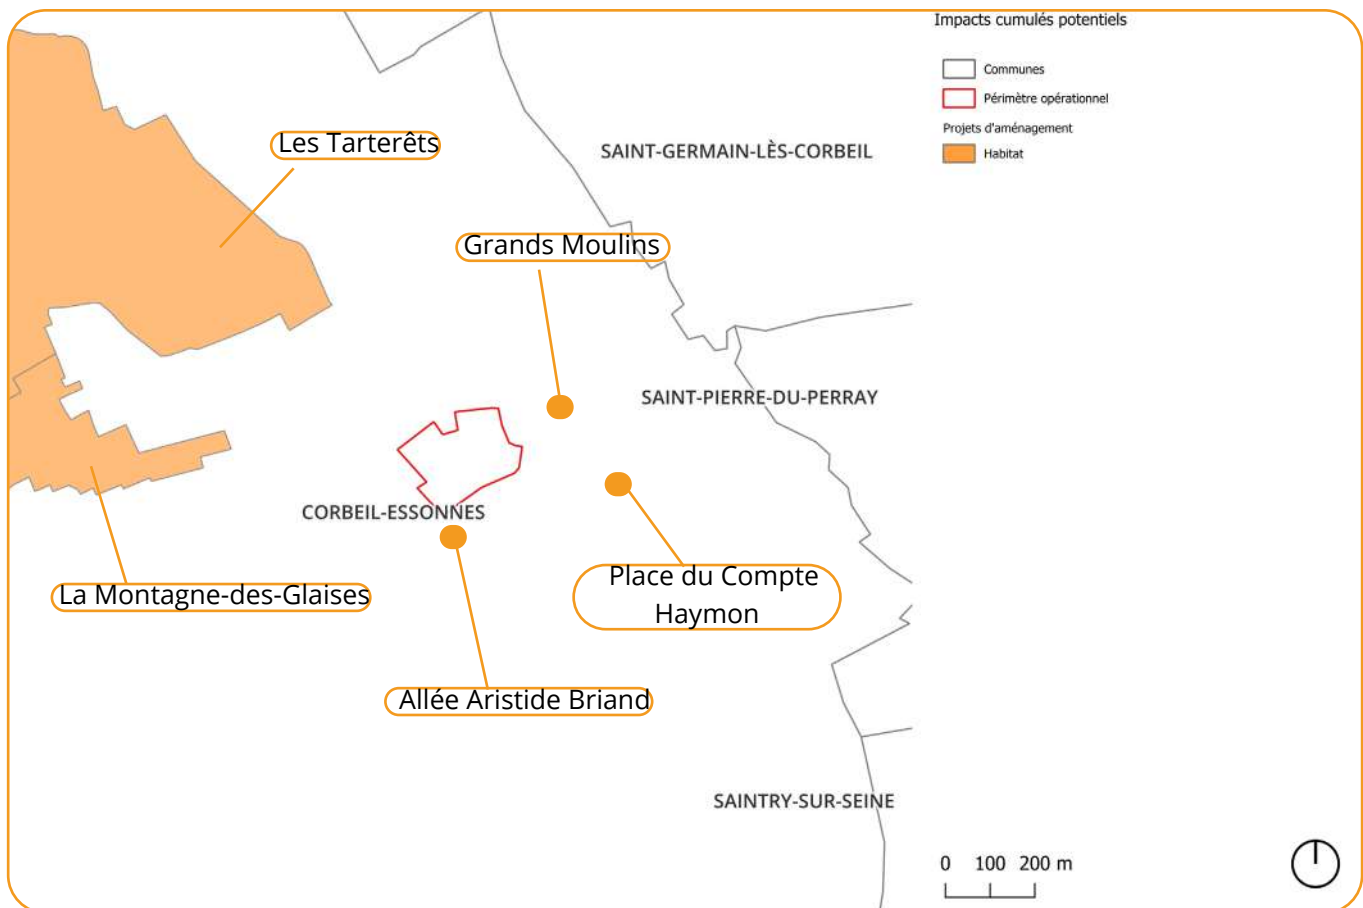 Impacts cumulés potentiels
Communes
Périmètre opérationnel
Projets d'aménagement
Habitat
Les Tarterêts
SAINT-GERMAIN-LÈS-CORBEIL
Grands Moulins
SAINT-PIERRE-DU-PERRAY
CORBEIL-ESSONNES
Place du Compte
Haymon
La Montagne-des-Glaises
Allée Aristide Briand
SAINTRY-SUR-SEINE
0 100 200 m